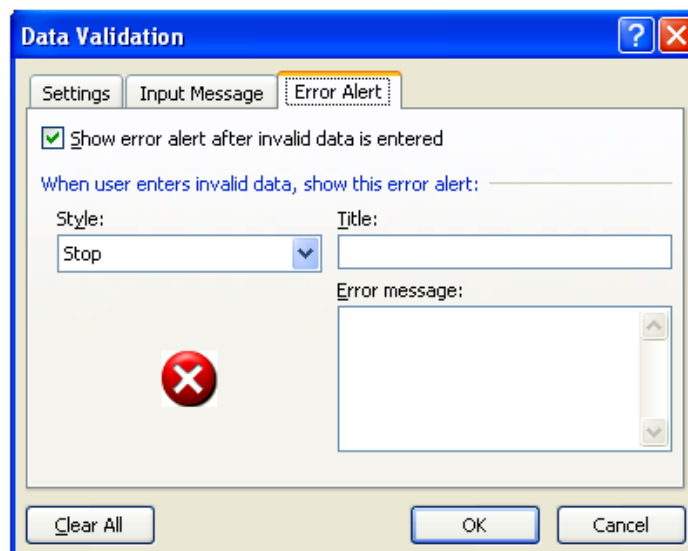 Data Validation
Settings Input Message Error Alert
Show error alert after invalid data is entered
When user enters invalid data, show this error alert:
Style: Title:
Stop
Error message:
Clear All OK Cancel